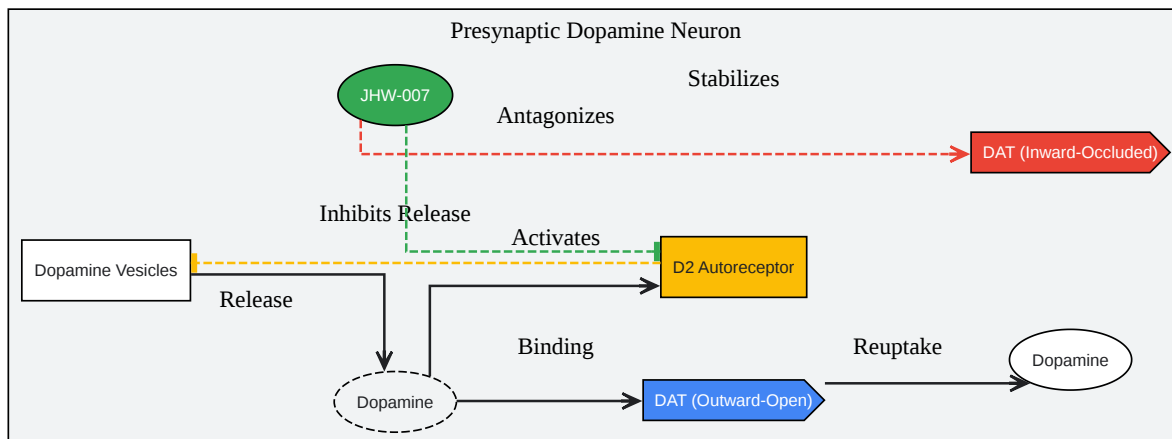 Presynaptic Dopamine Neuron
Stabilizes
JHW-007
Antagonizes
DAT (Inward-Occluded)
Inhibits Release
Activates
Dopamine Vesicles
D2 Autoreceptor
Release
Binding
Reuptake
Dopamine
Dopamine
DAT (Outward-Open)